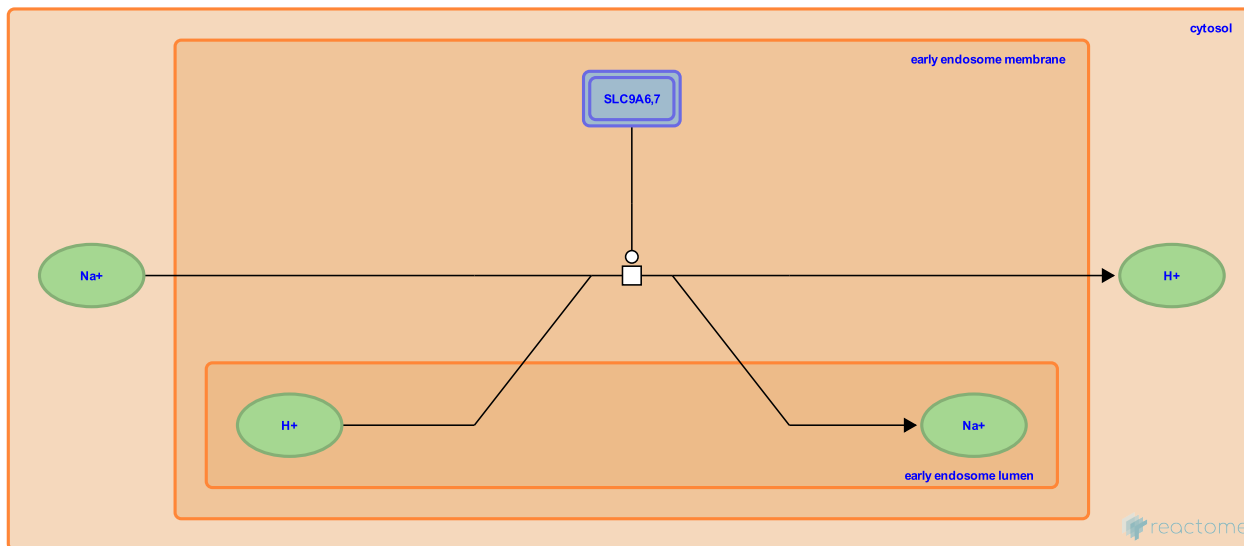 cytosol
early endosome membrane
SLC9A6,7
Na+
H+
H+
Na+
early endosome lumen
reactome